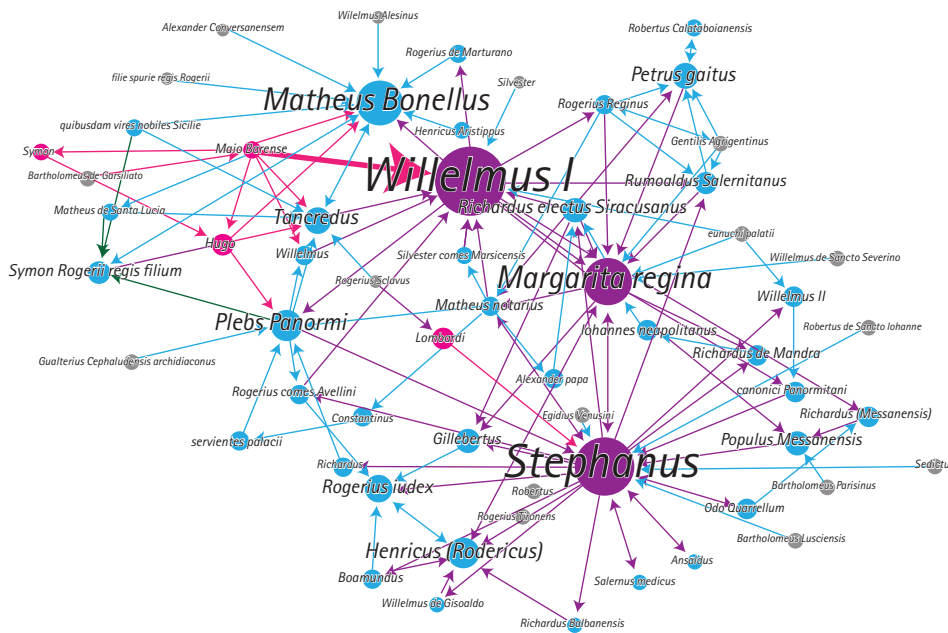 Wilelmus Alesinus
Alexander Conversanensem
Robertus Calataboianensis
Rogerius de Marturano
filie spurie regis Rogerii
Silvester
Petrus gaitus
Matheus Bonellus
Rogerius Reginus
quibusdam vires nobiles Sicilie
Henricus Aristippus
Gentilis Agrigentinus
Symon
Majo Barense
Bartholomeus de Garsilato
Willelmus I
Rumoaldus Salernitanus
Matheus de Santa Lucia
Tancredus
Richardus electus Siracusanus
eunuchi palatii
Hugo
Willelmus
Silvester comes Marsicensis
Willelmus de Sancto Severino
Symon Rogerii regis filium
Rogerius Sclavus
Margarita regina
Matheus notarius
Willelmus II
Plebs Panormi
Lombardi
Iohannes neapolitanus
Robertus de Sancto Iohanne
Gualterius Cephaludensis archidiaconus
Richardus de Mandra
Alexander papa
Rogerius comes Avellini
canonici Panormitani
Constantinus
Egidius Venusini
Richardus (Messanensis)
servientes palacii
Gillebertus
Populus Messanensis
Stephanus
Richardus
Sedictu
Rogerius iudex
Robertus
Bartholomeus Parisinus
Odo Quarrellum
Rogerius Tironens
Bartholomeus Lusciensis
Henricus (Rodericus)
Ansaldus
Boamundus
Salernus medicus
Willelmus de Gisoaldo
Richardus Balbanensis